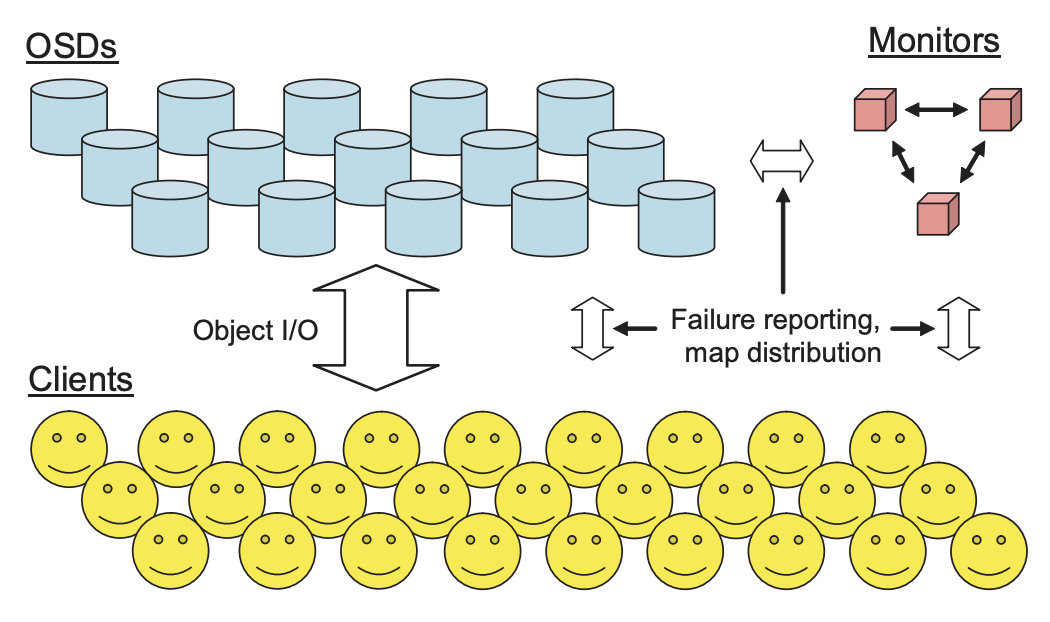 OSDs
Monitors
Object I/O
Failure reporting,
map distribution
Clients